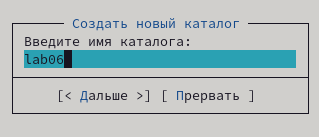 Создать новый каталог
Введите имя каталога:
lab06
[< Дальше >] [ Прервать ]